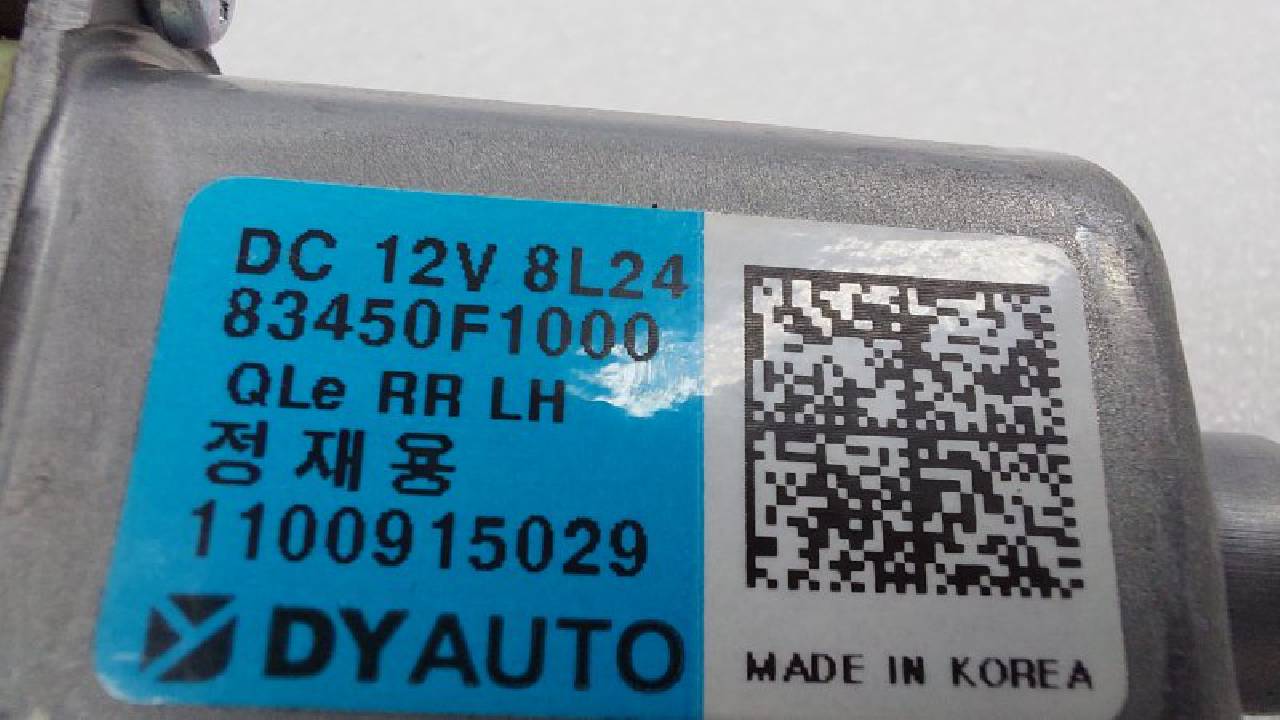 DC 12V 8L24
83450F1000
QLe RR LH
정재용
1100915029
DYAUTO
MADE IN KOREA